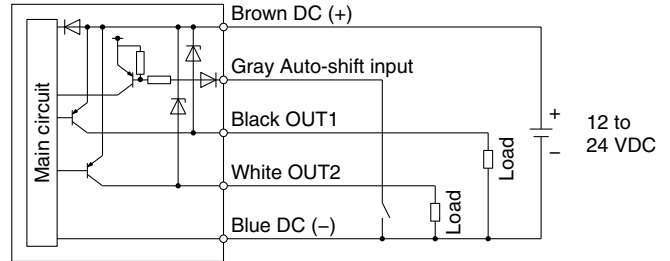 Brown DC (+)
Gray Auto-shift input
Black OUT1
White OUT2
Blue DC (−)
Main circuit
Load
Load
+
−
12 to
24 VDC